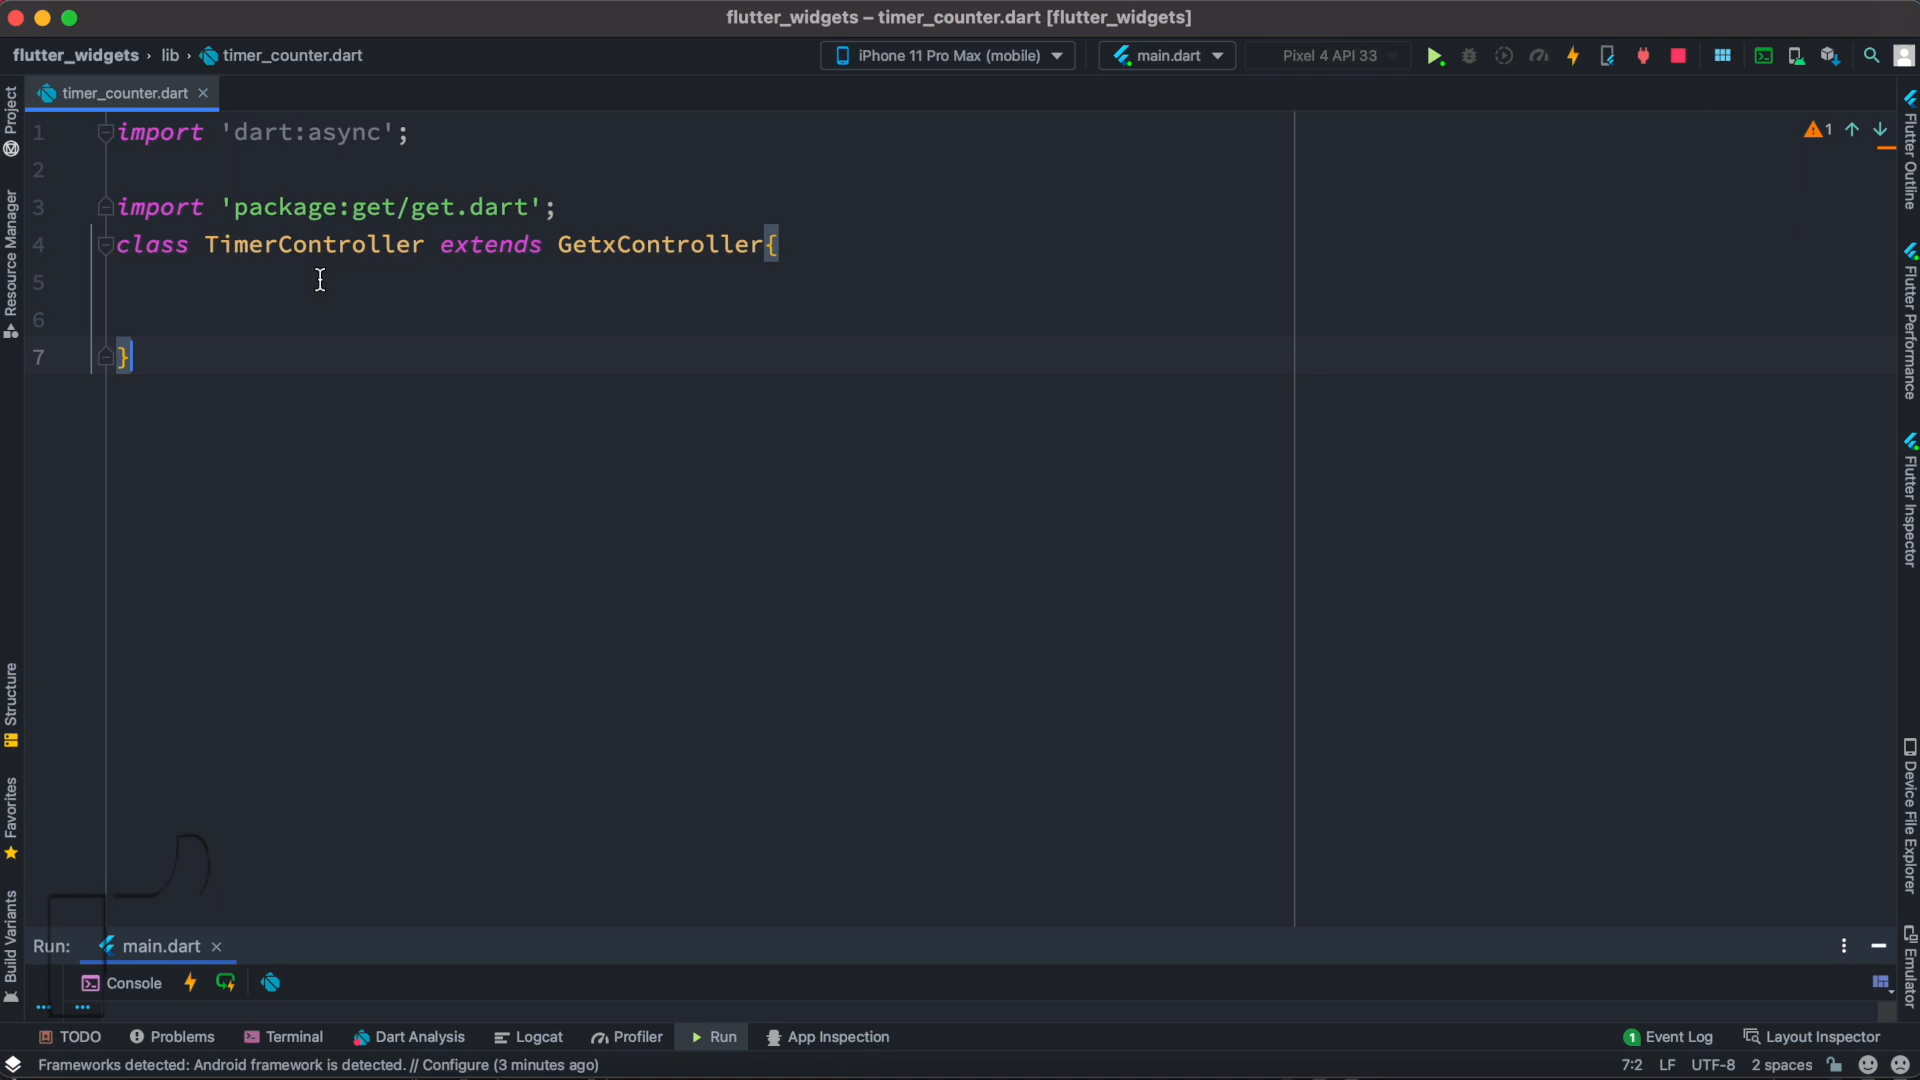 flutter_widgets – timer_counter.dart [flutter_widgets]
flutter_widgets › lib › timer_counter.dart
iPhone 11 Pro Max (mobile)
main.dart
Pixel 4 API 33
timer_counter.dart
1 import 'dart:async';
2
3 import 'package:get/get.dart';
4 class TimerController extends GetxController{
5
6
7 }
1
Project
Resource Manager
Structure
Favorites
Build Variants
Flutter Outline
Flutter Performance
Flutter Inspector
Device File Explorer
Emulator
Run: main.dart
Console
TODO Problems Terminal Dart Analysis Logcat Profiler Run App Inspection 1 Event Log Layout Inspector
Frameworks detected: Android framework is detected. // Configure (3 minutes ago) 7:2 LF UTF-8 2 spaces